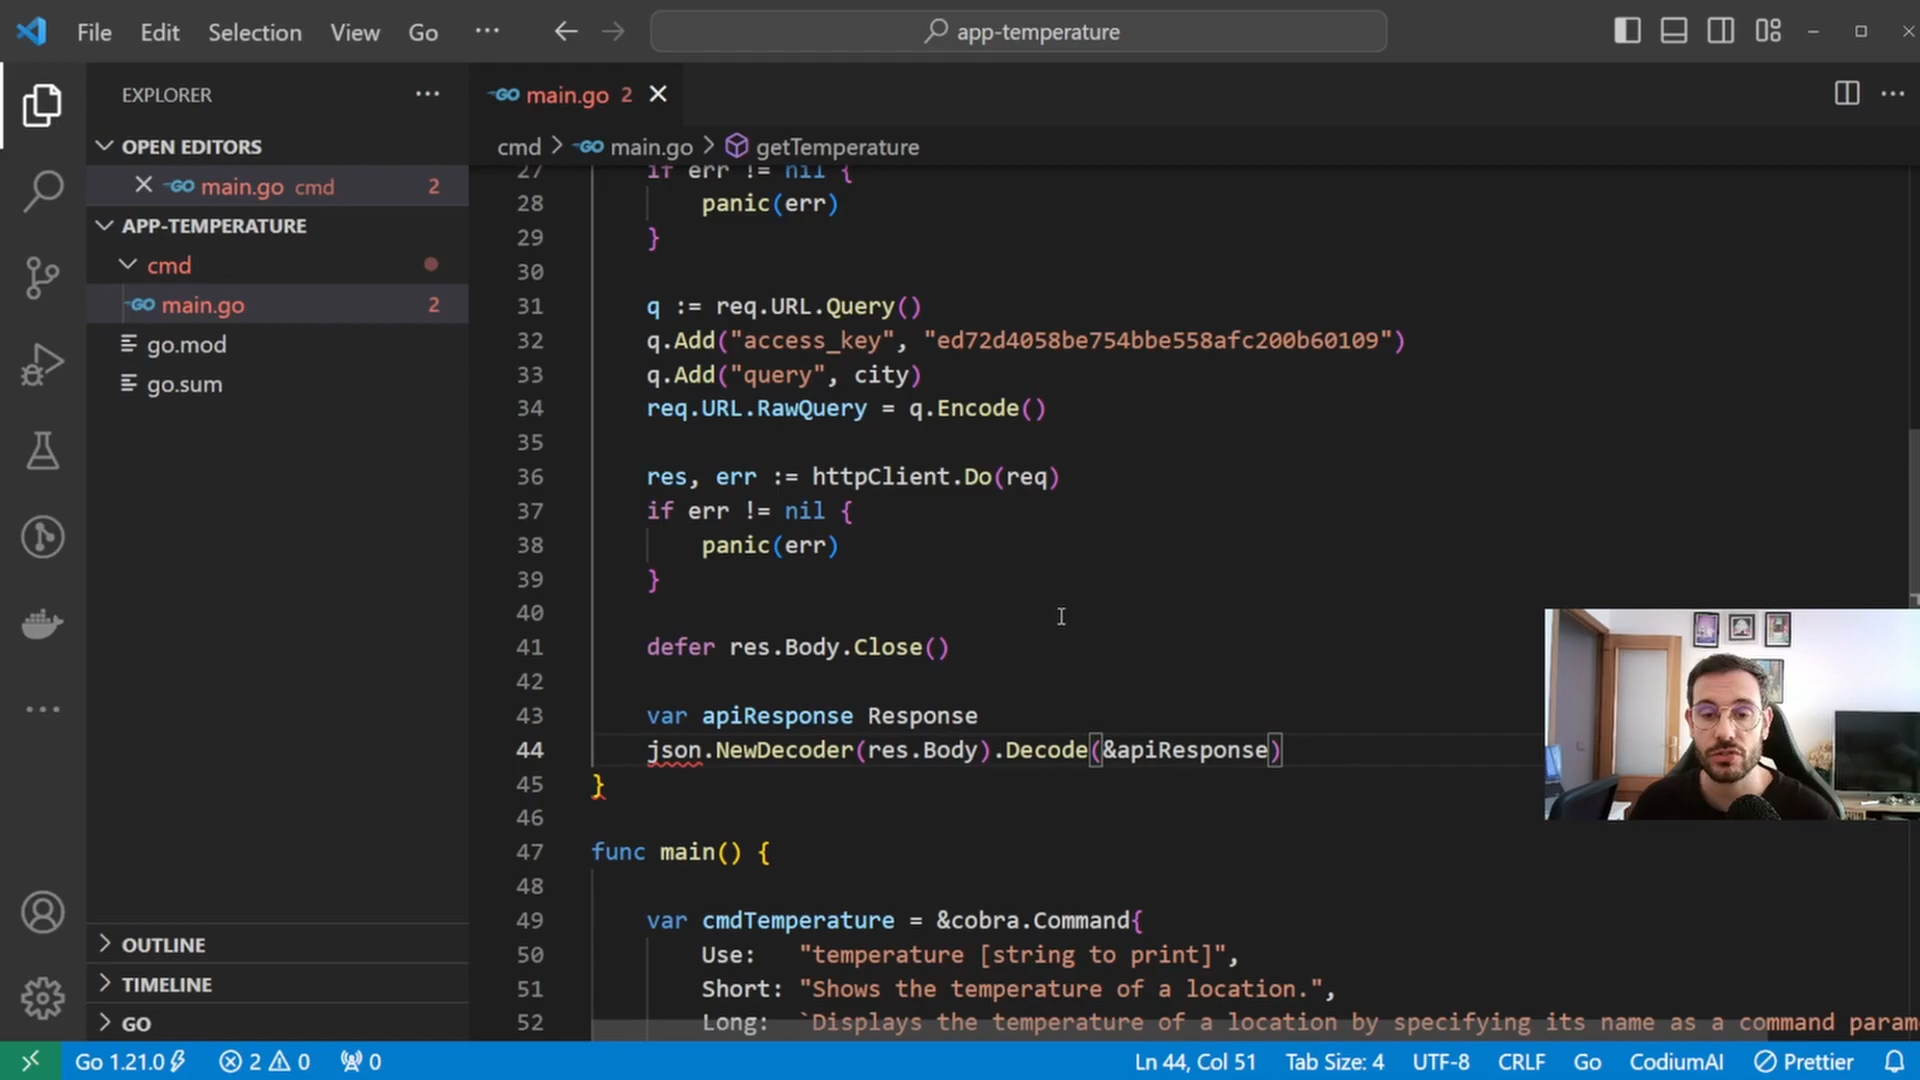 File Edit Selection View Go ··· app-temperature
EXPLORER ···
OPEN EDITORS
main.go cmd 2
APP-TEMPERATURE
cmd
main.go 2
go.mod
go.sum
OUTLINE
TIMELINE
GO
main.go 2
cmd > main.go > getTemperature
27 if err != nil {
28 panic(err)
29 }
30
31 q := req.URL.Query()
32 q.Add("access_key", "ed72d4058be754bbe558afc200b60109")
33 q.Add("query", city)
34 req.URL.RawQuery = q.Encode()
35
36 res, err := httpClient.Do(req)
37 if err != nil {
38 panic(err)
39 }
40
41 defer res.Body.Close()
42
43 var apiResponse Response
44 json.NewDecoder(res.Body).Decode(&apiResponse)
45 }
46
47 func main() {
48
49 var cmdTemperature = &cobra.Command{
50 Use: "temperature [string to print]",
51 Short: "Shows the temperature of a location.",
52 Long: `Displays the temperature of a location by specifying its name as a command param
Go 1.21.0 2 0 0 Ln 44, Col 51 Tab Size: 4 UTF-8 CRLF Go CodiumAI Prettier